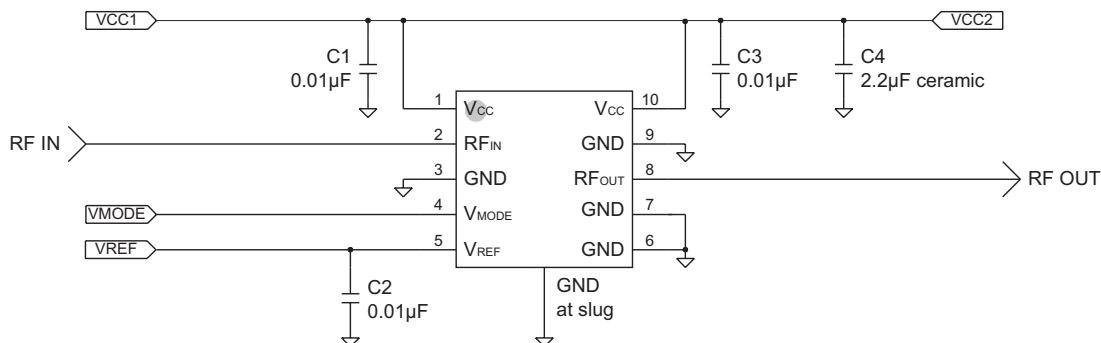 VCC1
VCC2
C1
0.01µF
C3
0.01µF
C4
2.2µF ceramic
1
VCC
VCC
10
RF IN
2
RFIN
GND
9
3
GND
RFOUT
8
RF OUT
VMODE
4
VMODE
GND
7
VREF
5
VREF
GND
6
C2
0.01µF
GND
at slug